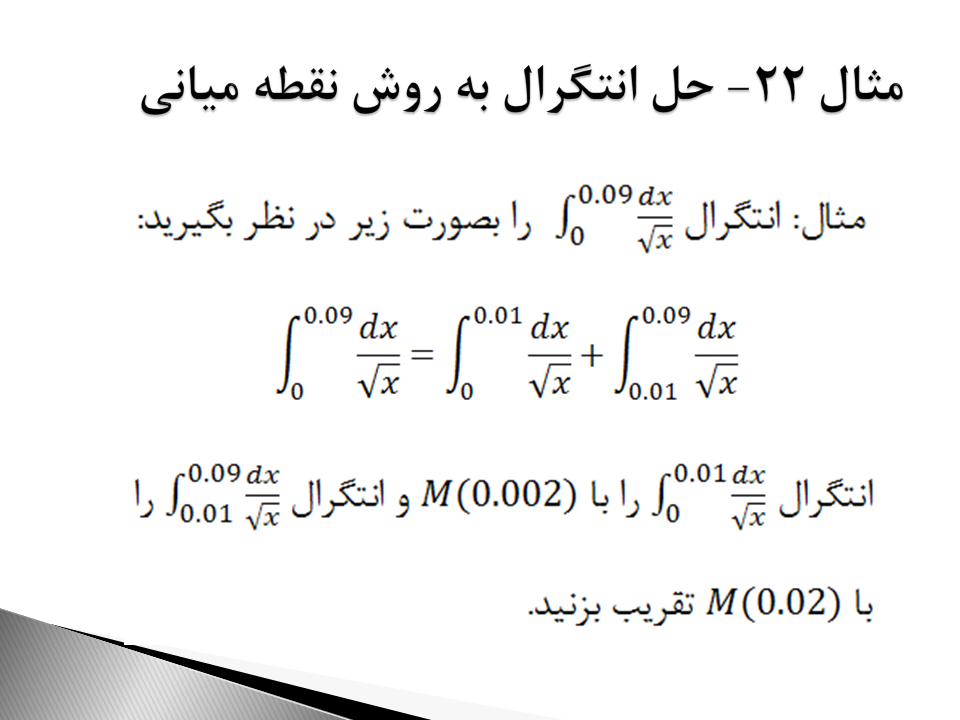 مثال ۲۲- حل انتگرال به روش نقطه میانی
مثال: انتگرال $\int_0^{0.09} \frac{dx}{\sqrt{x}}$ را بصورت زیر در نظر بگیرید:
$\int_0^{0.09} \frac{dx}{\sqrt{x}} = \int_0^{0.01} \frac{dx}{\sqrt{x}} + \int_{0.01}^{0.09} \frac{dx}{\sqrt{x}}$
انتگرال $\int_0^{0.01} \frac{dx}{\sqrt{x}}$ را با $M(0.002)$ و انتگرال $\int_{0.01}^{0.09} \frac{dx}{\sqrt{x}}$ را
با $M(0.02)$ تقریب بزنید.